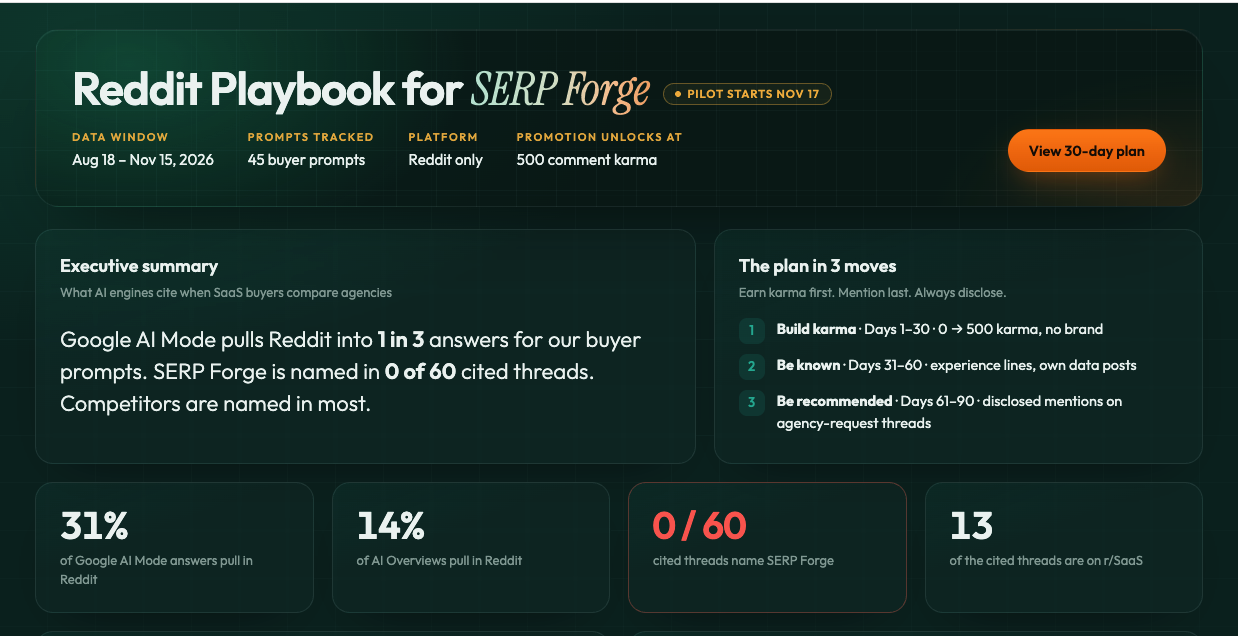 Reddit Playbook for SERP Forge
PILOT STARTS NOV 17
DATA WINDOW
Aug 18 – Nov 15, 2026
PROMPTS TRACKED
45 buyer prompts
PLATFORM
Reddit only
PROMOTION UNLOCKS AT
500 comment karma
View 30-day plan
Executive summary
What AI engines cite when SaaS buyers compare agencies
Google AI Mode pulls Reddit into 1 in 3 answers for our buyer
prompts. SERP Forge is named in 0 of 60 cited threads.
Competitors are named in most.
The plan in 3 moves
Earn karma first. Mention last. Always disclose.
1 Build karma · Days 1–30 · 0 → 500 karma, no brand
2 Be known · Days 31–60 · experience lines, own data posts
3 Be recommended · Days 61–90 · disclosed mentions on
agency-request threads
31%
of Google AI Mode answers pull in
Reddit
14%
of AI Overviews pull in Reddit
0 / 60
cited threads name SERP Forge
13
of the cited threads are on r/SaaS